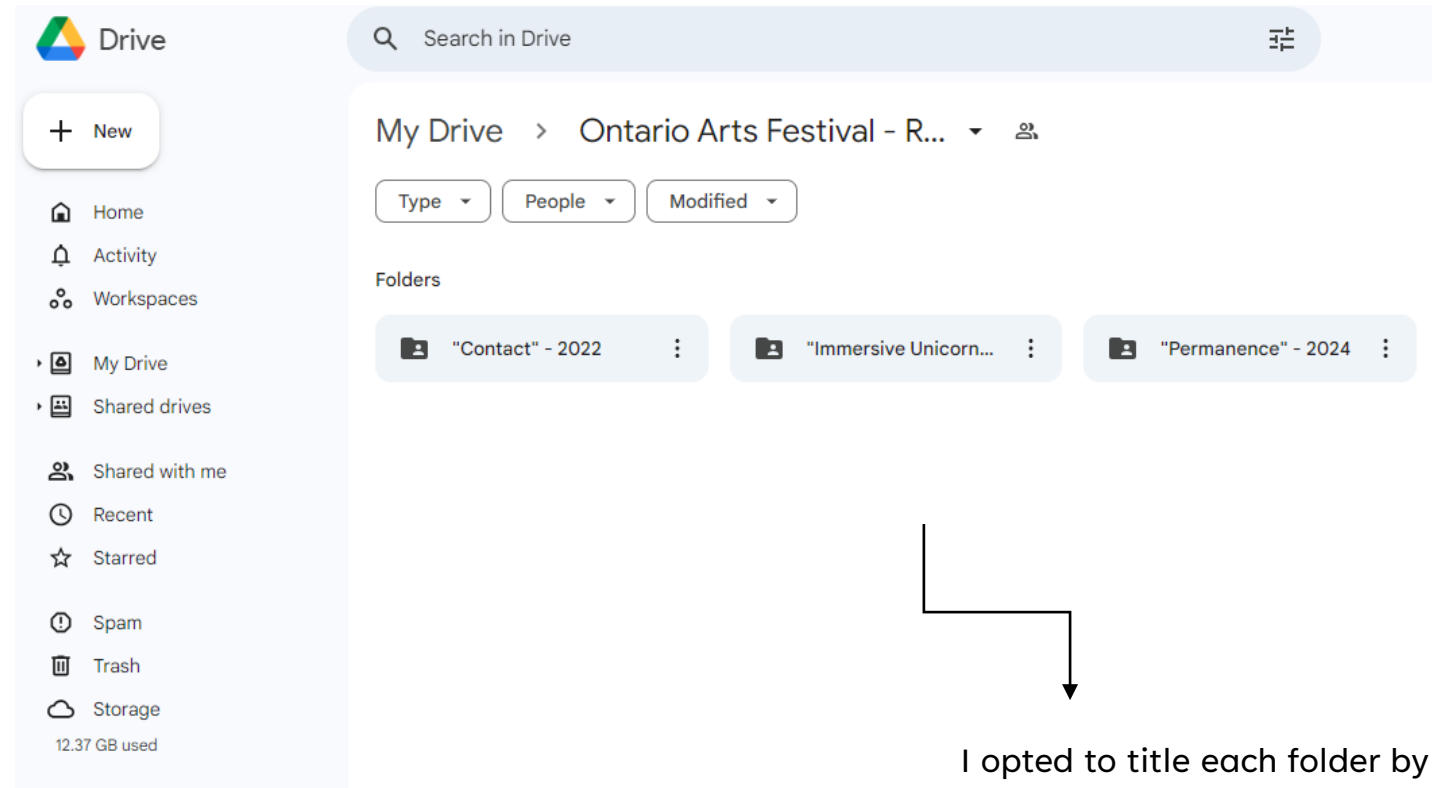 Drive
Search in Drive
New
My Drive > Ontario Arts Festival - R...
Type
People
Modified
Home
Activity
Workspaces
My Drive
Shared drives
Shared with me
Recent
Starred
Spam
Trash
Storage
12.37 GB used
Folders
"Contact" - 2022
"Immersive Unicorn...
"Permanence" - 2024
I opted to title each folder by